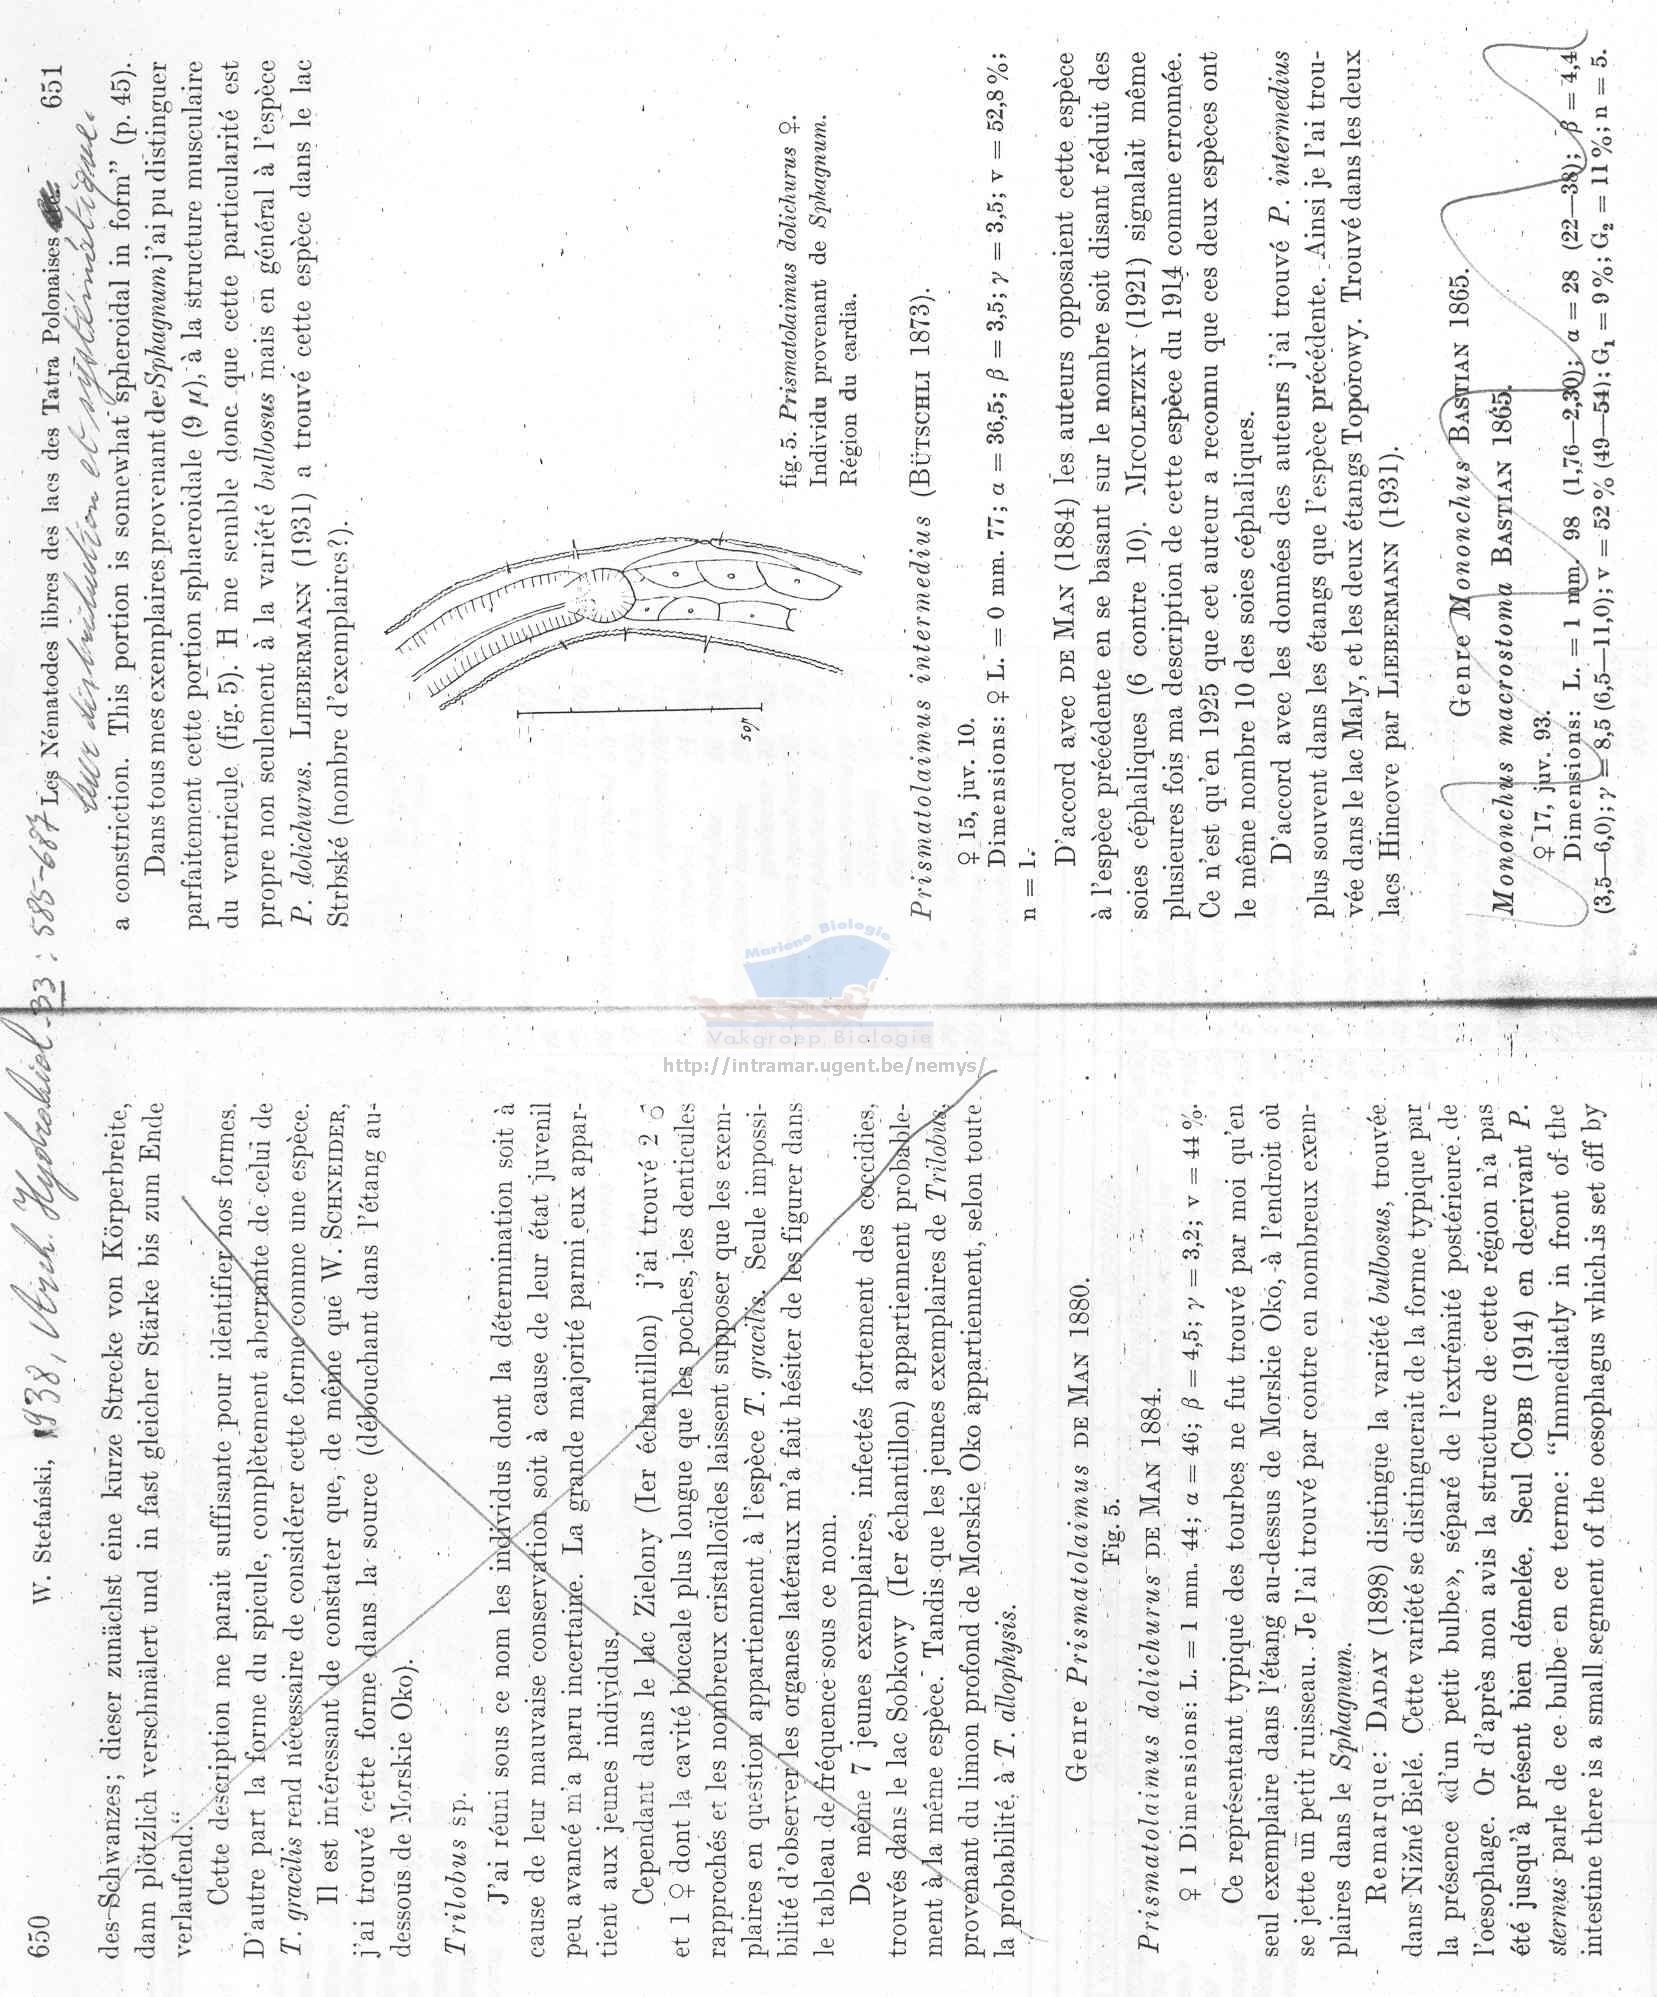 650 W. Stefański, 1938, Arch. Hydrobiol. 33: 585-687
des Schwanzes; dieser zunächst eine kurze Strecke von Körperbreite,
dann plötzlich verschmälert und in fast gleicher Stärke bis zum Ende
verlaufend.“
Cette description me parait suffisante pour identifier nos formes.
D'autre part la forme du spicule, complètement aberrante de celui de
T. gracilis rend nécessaire de considérer cette forme comme une espèce.
Il est intéressant de constater que, de même que W. SCHNEIDER,
j'ai trouvé cette forme dans la source (débouchant dans l'étang au-
dessous de Morskie Oko).
Trilobus sp.
J'ai réuni sous ce nom les individus dont la détermination soit à
cause de leur mauvaise conservation soit à cause de leur état juvenil
peu avancé m'a paru incertaine. La grande majorité parmi eux appar-
tient aux jeunes individus.
Cependant dans le lac Zielony (Ier échantillon) j'ai trouvé 2 ♂
et 1 ♀ dont la cavité buccale plus longue que les poches, les denticules
rapprochés et les nombreux cristalloïdes laissent supposer que les exem-
plaires en question appartiennent à l'espèce T. gracilis. Seule impossi-
bilité d'observer les organes latéraux m'a fait hésiter de les figurer dans
le tableau de fréquence sous ce nom.
De même 7 jeunes exemplaires, infectés fortement des coccidies,
trouvés dans le lac Sobkowy (Ier échantillon) appartiennent probable-
ment à la même espèce. Tandis que les jeunes exemplaires de Trilobus,
provenant du limon profond de Morskie Oko appartiennent, selon toute
la probabilité, à T. allophysis.
Genre Prismatolaimus DE MAN 1880.
Fig. 5.
Prismatolaimus dolichurus DE MAN 1884.
♀ 1 Dimensions: L. = 1 mm. 44; α = 46; β = 4,5; γ = 3,2; v = 44 %.
Ce représentant typique des tourbes ne fut trouvé par moi qu'en
seul exemplaire dans l'étang au-dessus de Morskie Oko, à l'endroit où
se jette un petit ruisseau. Je l'ai trouvé par contre en nombreux exem-
plaires dans le Sphagnum.
Remarque: DADAY (1898) distingue la variété bulbosus, trouvée
dans Nižné Bielé. Cette variété se distinguerait de la forme typique par
la présence «d'un petit bulbe», séparé de l'extrémité postérieure de
l'oesophage. Or d'après mon avis la structure de cette région n'a pas
été jusqu'à présent bien démelée. Seul COBB (1914) en decrivant P.
sternus parle de ce bulbe en ce terme: “Immediatly in front of the
intestine there is a small segment of the oesophagus which is set off by
Les Nématodes libres des lacs des Tatra Polonaises 651
leur distribution et systématique.
a constriction. This portion is somewhat spheroidal in form” (p. 45).
Dans tous mes exemplaires provenant de Sphagnum j'ai pu distinguer
parfaitement cette portion sphaeroidale (9 μ), à la structure musculaire
du ventricule (fig. 5). H me semble donc que cette particularité est
propre non seulement à la variété bulbosus mais en général à l'espèce
P. dolichurus. LIEBERMANN (1931) a trouvé cette espèce dans le lac
Strbské (nombre d'exemplaires?).
50μ
fig. 5. Prismatolaimus dolichurus ♀.
Individu provenant de Sphagnum.
Région du cardia.
Prismatolaimus intermedius (BÜTSCHLI 1873).
♀ 15, juv. 10.
Dimensions: ♀ L. = 0 mm. 77; α = 36,5; β = 3,5; γ = 3,5; v = 52,8 %;
n = 1.
D'accord avec DE MAN (1884) les auteurs opposaient cette espèce
à l'espèce précédente en se basant sur le nombre soit disant réduit des
soies céphaliques (6 contre 10). MICOLETZKY (1921) signalait même
plusieures fois ma description de cette espèce du 1914 comme erronnée.
Ce n'est qu'en 1925 que cet auteur a reconnu que ces deux espèces ont
le même nombre 10 des soies céphaliques.
D'accord avec les données des auteurs j'ai trouvé P. intermedius
plus souvent dans les étangs que l'espèce précédente. Ainsi je l'ai trou-
vée dans le lac Maly, et les deux étangs Toporowy. Trouvé dans les deux
lacs Hincove par LIEBERMANN (1931).
Genre Mononchus BASTIAN 1865.
Mononchus macrostoma BASTIAN 1865.
♀ 17, juv. 93.
Dimensions: L. = 1 mm. 98 (1,76—2,30); α = 28 (22—38); β = 4,4
(3,5—6,0); γ = 8,5 (6,5—11,0); v = 52 % (49—54); G₁ = 9 %; G₂ = 11 %; n = 5.
Mariene Biologie
Vakgroep Biologie
http://intramar.ugent.be/nemys/